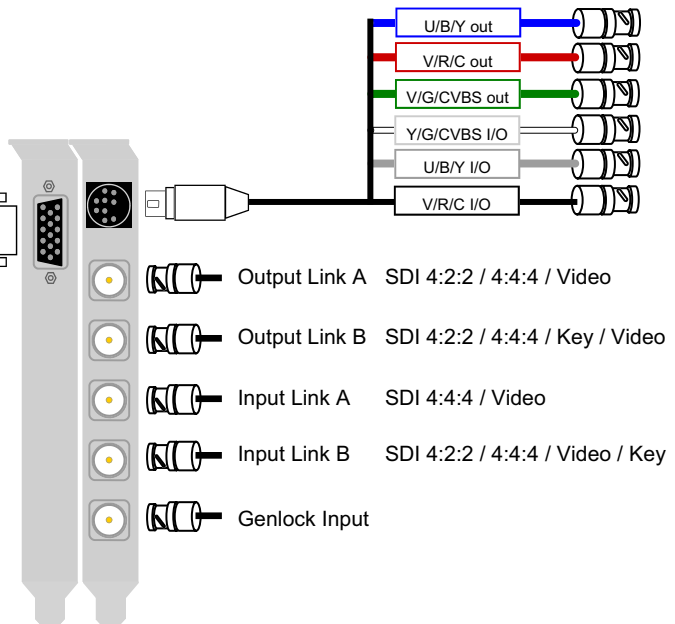 U/B/Y out
V/R/C out
V/G/CVBS out
Y/G/CVBS I/O
U/B/Y I/O
V/R/C I/O
Output Link A SDI 4:2:2 / 4:4:4 / Video
Output Link B SDI 4:2:2 / 4:4:4 / Key / Video
Input Link A SDI 4:4:4 / Video
Input Link B SDI 4:2:2 / 4:4:4 / Video / Key
Genlock Input